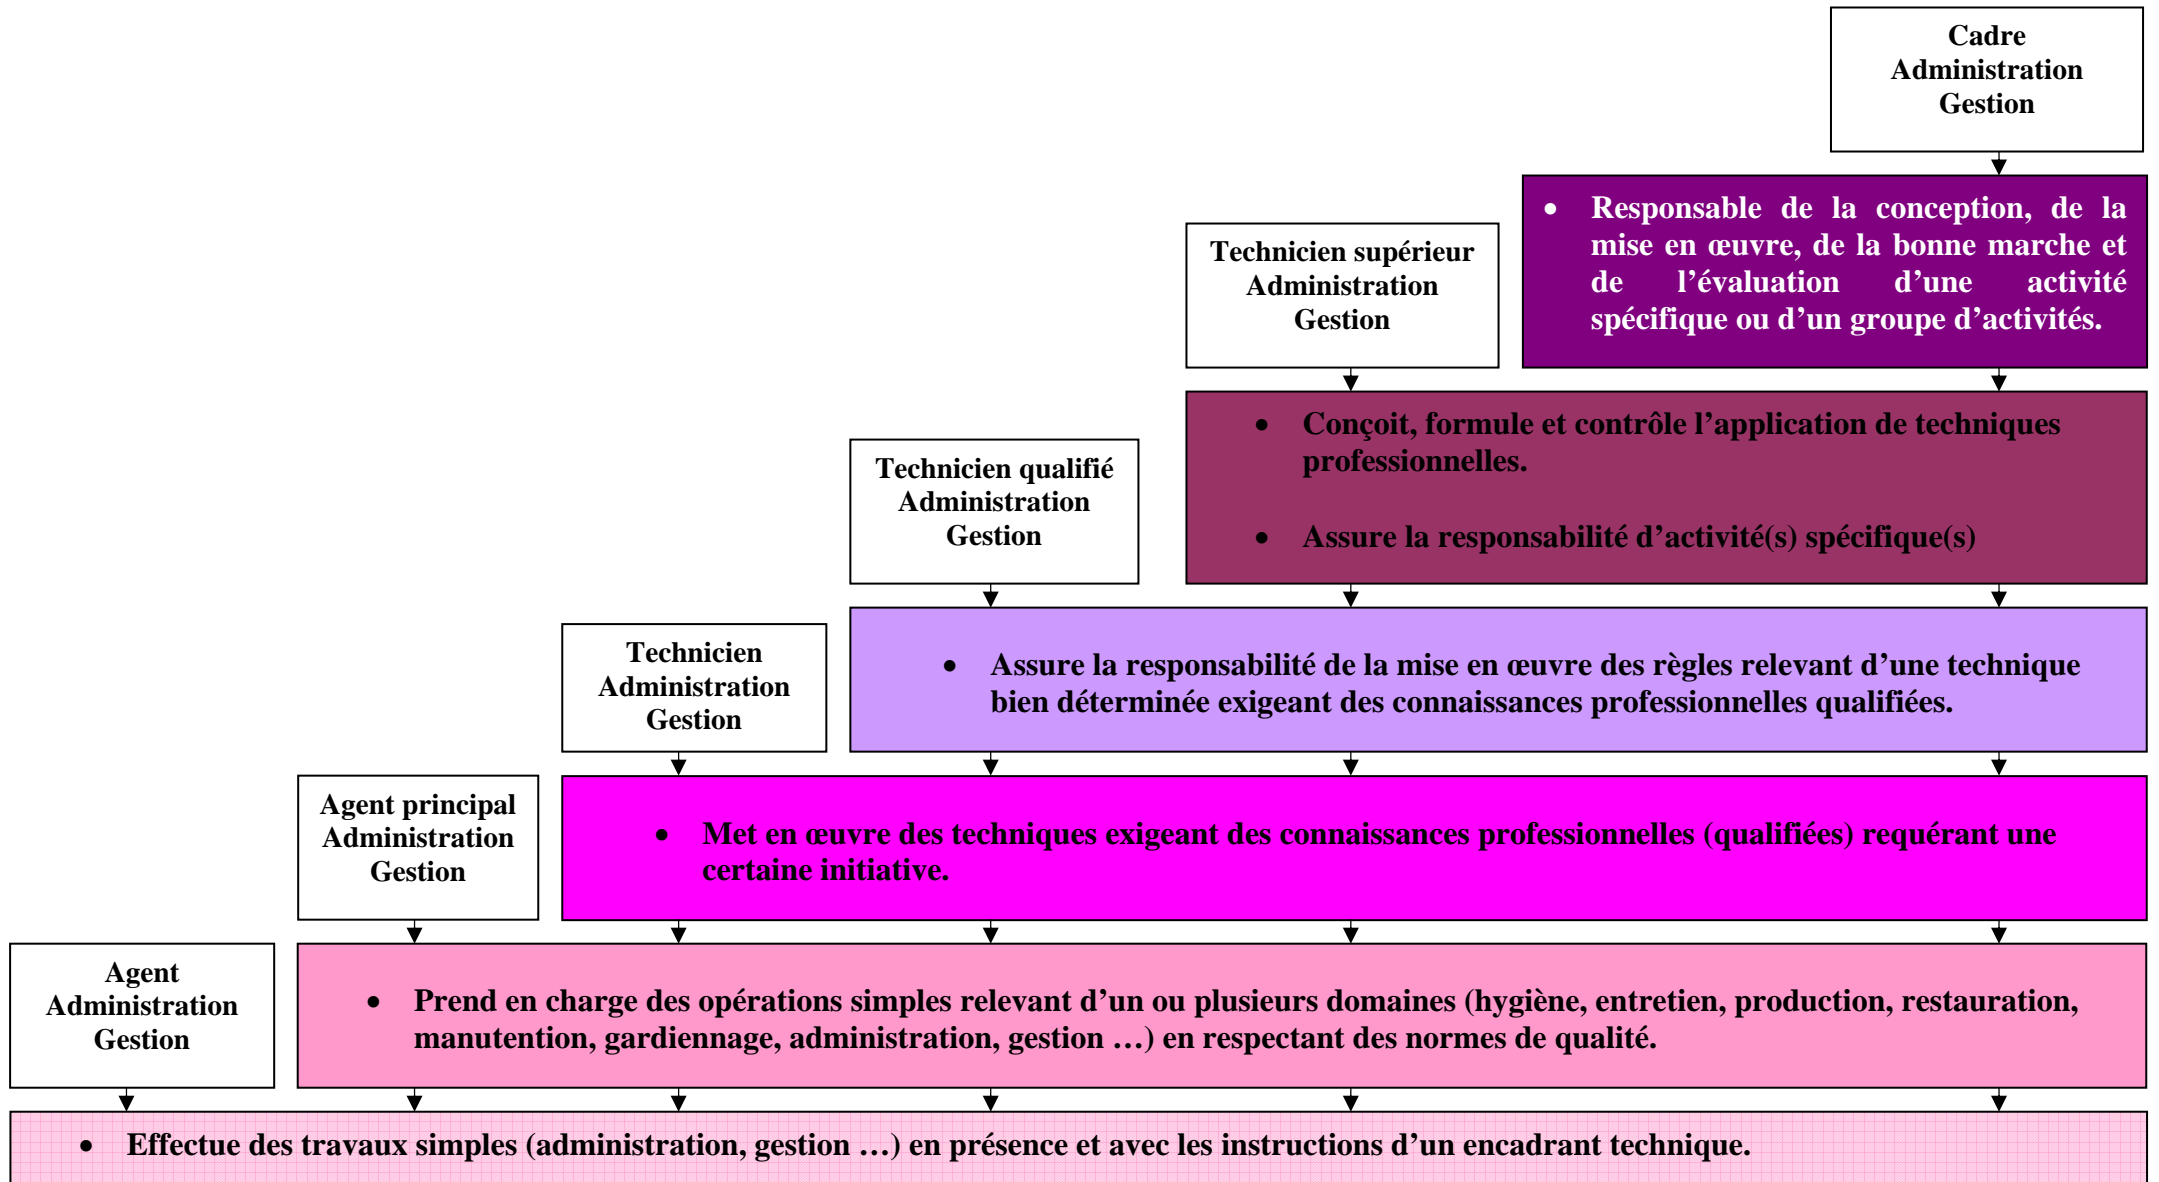 Cadre
Administration
Gestion
• Responsable de la conception, de la
mise en œuvre, de la bonne marche et
de l’évaluation d’une activité
spécifique ou d’un groupe d’activités.
Technicien supérieur
Administration
Gestion
• Conçoit, formule et contrôle l’application de techniques
professionnelles.
• Assure la responsabilité d’activité(s) spécifique(s)
Technicien qualifié
Administration
Gestion
• Assure la responsabilité de la mise en œuvre des règles relevant d’une technique
bien déterminée exigeant des connaissances professionnelles qualifiées.
Technicien
Administration
Gestion
• Met en œuvre des techniques exigeant des connaissances professionnelles (qualifiées) requérant une
certaine initiative.
Agent principal
Administration
Gestion
• Prend en charge des opérations simples relevant d’un ou plusieurs domaines (hygiène, entretien, production, restauration,
manutention, gardiennage, administration, gestion …) en respectant des normes de qualité.
Agent
Administration
Gestion
• Effectue des travaux simples (administration, gestion …) en présence et avec les instructions d’un encadrant technique.